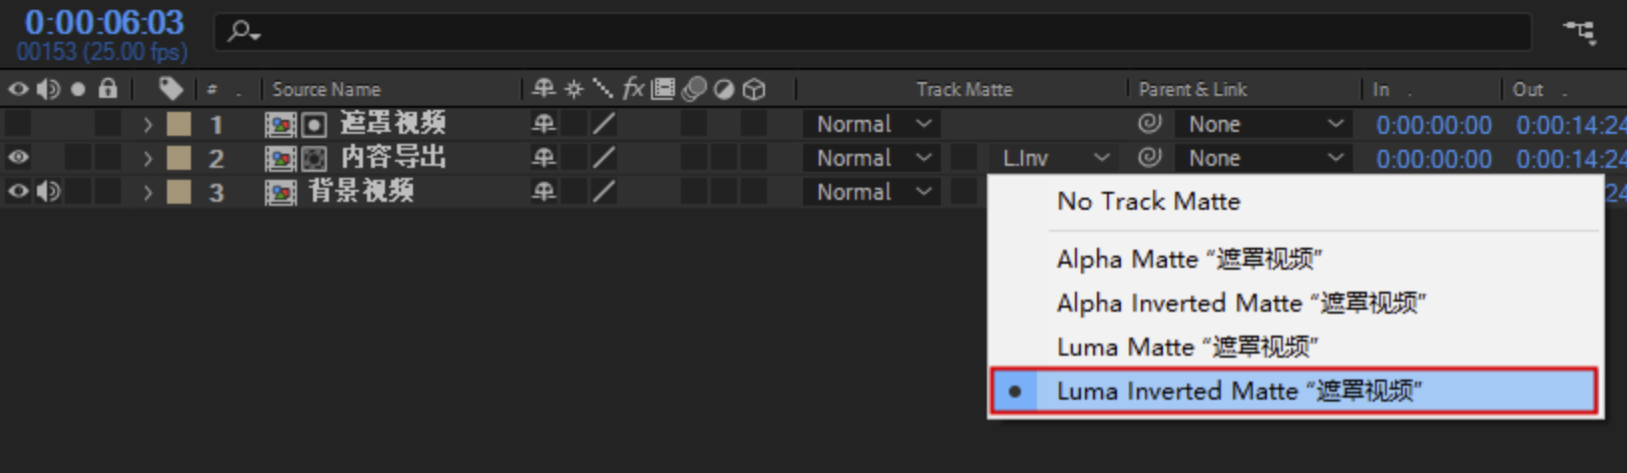 0:00:06:03
00153 (25.00 fps)
# . Source Name fx Track Matte Parent & Link In . Out .
1 遮罩视频 Normal None 0:00:00:00 0:00:14:24
2 内容导出 Normal L.Inv None 0:00:00:00 0:00:14:24
3 背景视频 Normal 24
No Track Matte
Alpha Matte “遮罩视频”
Alpha Inverted Matte “遮罩视频”
Luma Matte “遮罩视频”
Luma Inverted Matte “遮罩视频”